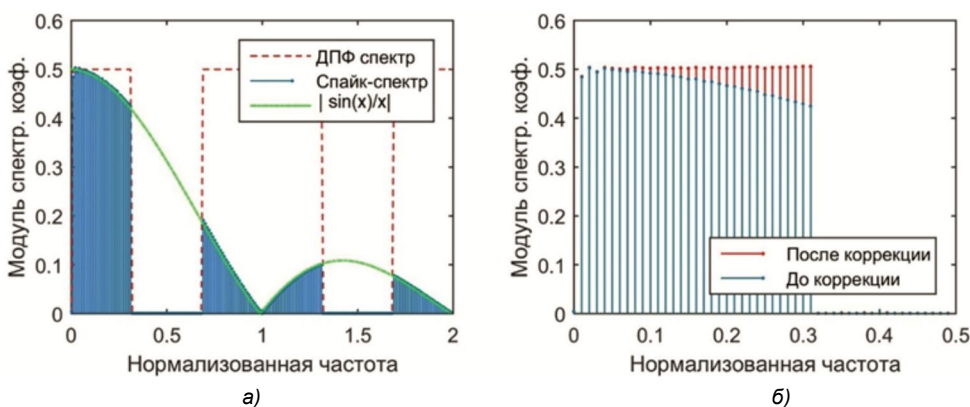 0.6
0.5
0.4
0.3
0.2
0.1
0
Модуль спектр. коэф.
ДПФ спектр
Спайк-спектр
| sin(x)/x|
0 0.5 1 1.5 2
Нормализованная частота
а)
0.6
0.5
0.4
0.3
0.2
0.1
0
Модуль спектр. коэф.
После коррекции
До коррекции
0 0.1 0.2 0.3 0.4 0.5
Нормализованная частота
б)